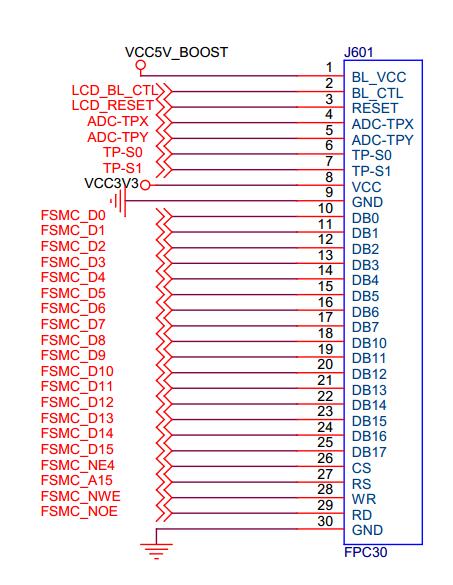 VCC5V_BOOST
J601
1 BL_VCC
LCD_BL_CTL 2 BL_CTL
LCD_RESET 3 RESET
ADC-TPX 4 ADC-TPX
ADC-TPY 5 ADC-TPY
TP-S0 6 TP-S0
TP-S1 7 TP-S1
VCC3V3 8 VCC
9 GND
FSMC_D0 10 DB0
FSMC_D1 11 DB1
FSMC_D2 12 DB2
FSMC_D3 13 DB3
FSMC_D4 14 DB4
FSMC_D5 15 DB5
FSMC_D6 16 DB6
FSMC_D7 17 DB7
FSMC_D8 18 DB10
FSMC_D9 19 DB11
FSMC_D10 20 DB12
FSMC_D11 21 DB13
FSMC_D12 22 DB14
FSMC_D13 23 DB15
FSMC_D14 24 DB16
FSMC_D15 25 DB17
FSMC_NE4 26 CS
FSMC_A15 27 RS
FSMC_NWE 28 WR
FSMC_NOE 29 RD
30 GND
FPC30